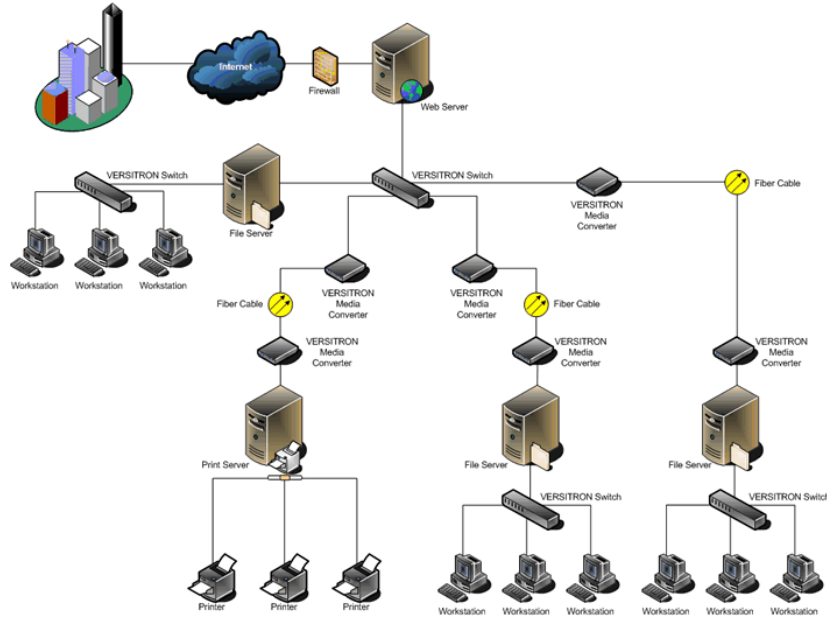 Internet
Firewall
Web Server
VERSITRON Switch
VERSITRON Switch
Fiber Cable
VERSITRON
Media
Converter
File Server
Workstation
Workstation
Workstation
Fiber Cable
VERSITRON
Media
Converter
VERSITRON
Media
Converter
Fiber Cable
VERSITRON
Media
Converter
VERSITRON
Media
Converter
VERSITRON
Media
Converter
Print Server
File Server
File Server
VERSITRON Switch
VERSITRON Switch
Printer
Printer
Printer
Workstation
Workstation
Workstation
Workstation
Workstation
Workstation